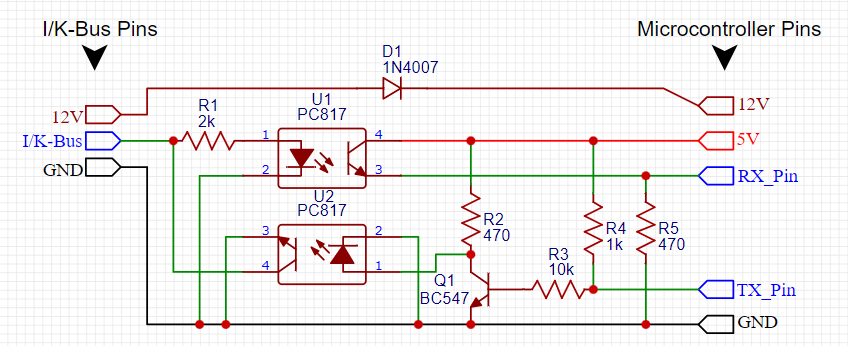 I/K-Bus Pins
Microcontroller Pins
D1
1N4007
12V
R1
2k
U1
PC817
12V
I/K-Bus
1
4
5V
GND
2
3
RX_Pin
U2
PC817
3
2
R2
470
R4
1k
R5
470
4
1
R3
10k
Q1
BC547
TX_Pin
GND